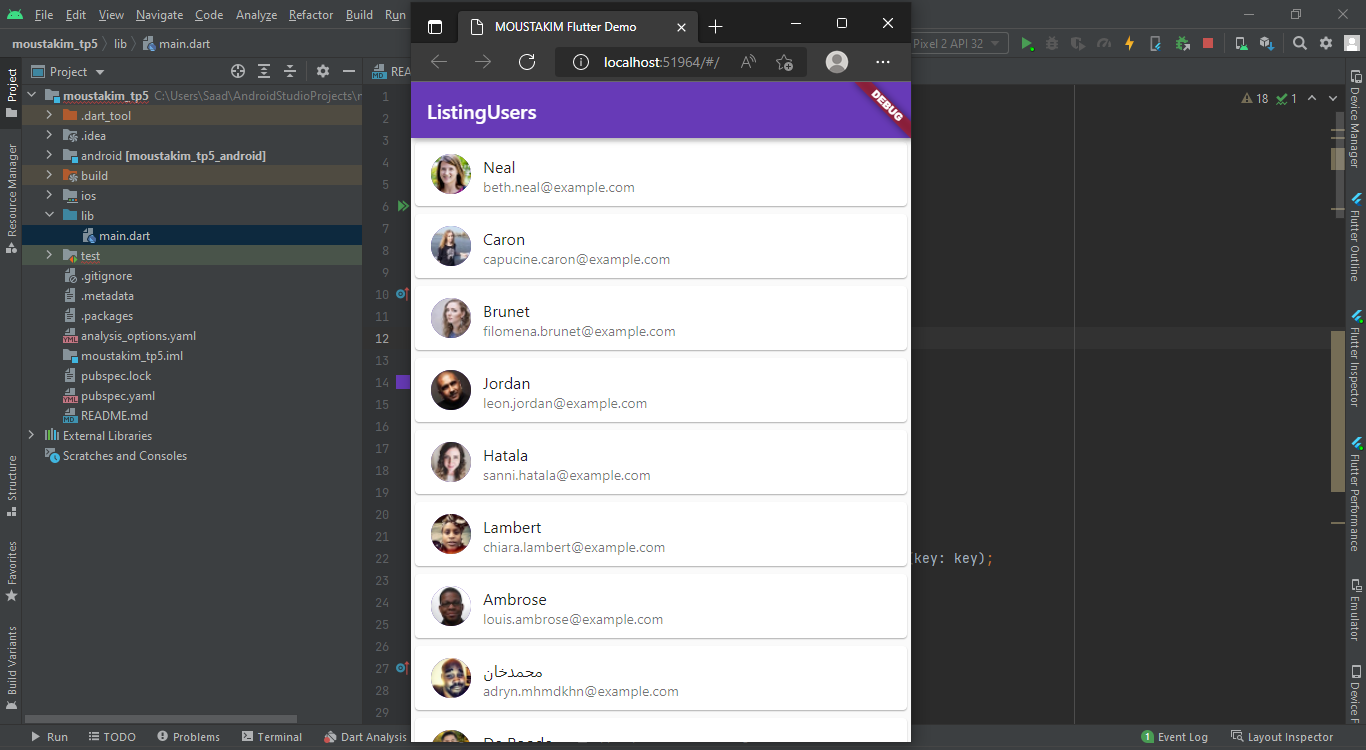 File Edit View Navigate Code Analyze Refactor Build Run
MOUSTAKIM Flutter Demo
moustakim_tp5 lib main.dart
Pixel 2 API 32
localhost:51964/#/
Project
C:\Users\Saad\AndroidStudioProjects\
moustakim_tp5
.dart_tool
.idea
android [moustakim_tp5_android]
build
ios
lib
main.dart
test
.gitignore
.metadata
.packages
analysis_options.yaml
moustakim_tp5.iml
pubspec.lock
pubspec.yaml
README.md
External Libraries
Scratches and Consoles
Project
Resource Manager
Structure
Favorites
Build Variants
1
2
3
4
5
6
7
8
9
10
11
12
13
14
15
16
17
18
19
20
21
22
23
24
25
26
27
28
29
ListingUsers
DEBUG
Neal
beth.neal@example.com
Caron
capucine.caron@example.com
Brunet
filomena.brunet@example.com
Jordan
leon.jordan@example.com
Hatala
sanni.hatala@example.com
Lambert
chiara.lambert@example.com
Ambrose
louis.ambrose@example.com
محمدخان
adryn.mhmdkhn@example.com
18 1
(key: key);
Device Manager
Flutter Outline
Flutter Inspector
Flutter Performance
Emulator
Run TODO Problems Terminal Dart Analysis
Event Log Layout Inspector